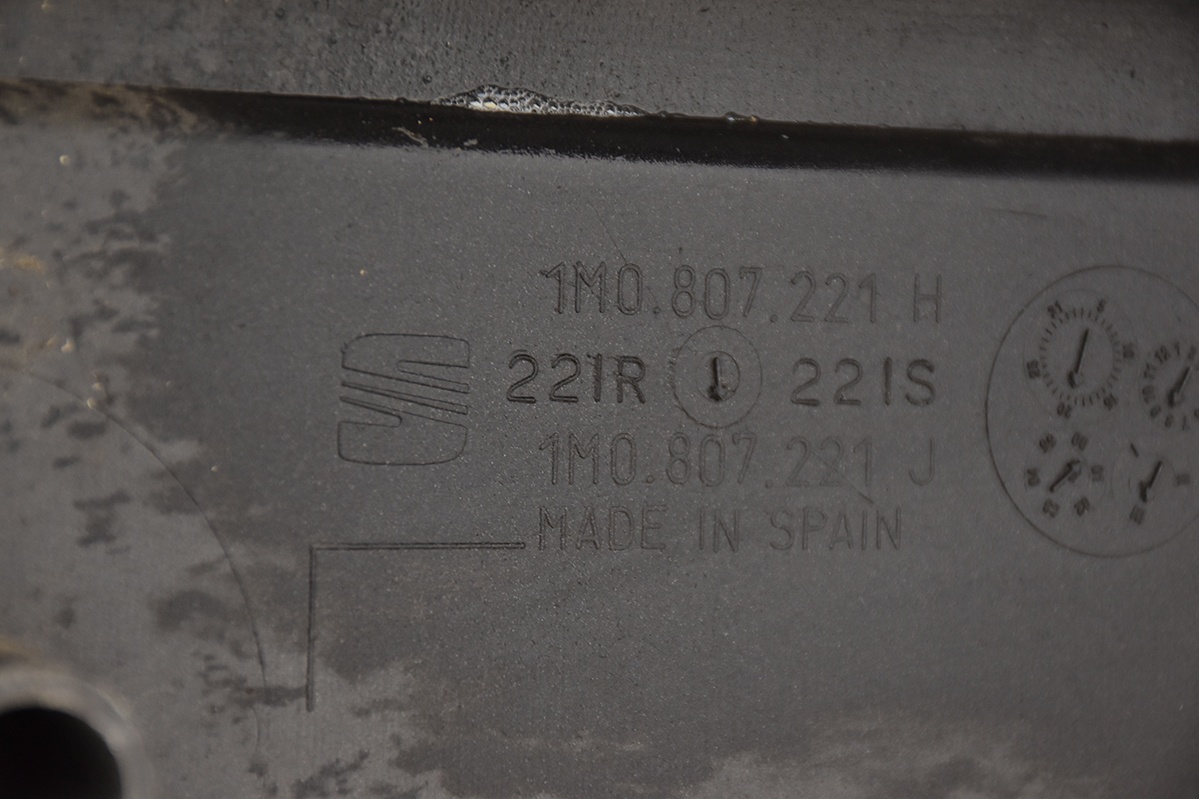 1M0.807.221 H
221R 221S
1M0.807.221 J
MADE IN SPAIN